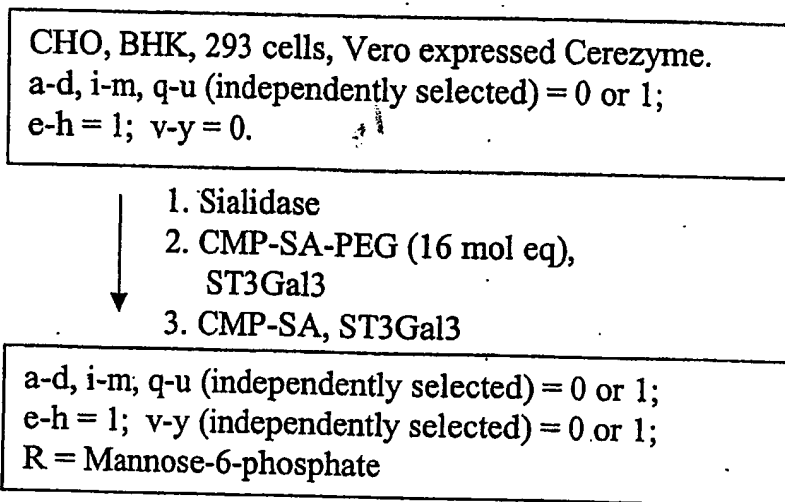 CHO, BHK, 293 cells, Vero expressed Cerezyme.
a-d, i-m, q-u (independently selected) = 0 or 1;
e-h = 1; v-y = 0.
1. Sialidase
2. CMP-SA-PEG (16 mol eq),
ST3Gal3
3. CMP-SA, ST3Gal3
a-d, i-m, q-u (independently selected) = 0 or 1;
e-h = 1; v-y (independently selected) = 0 or 1;
R = Mannose-6-phosphate